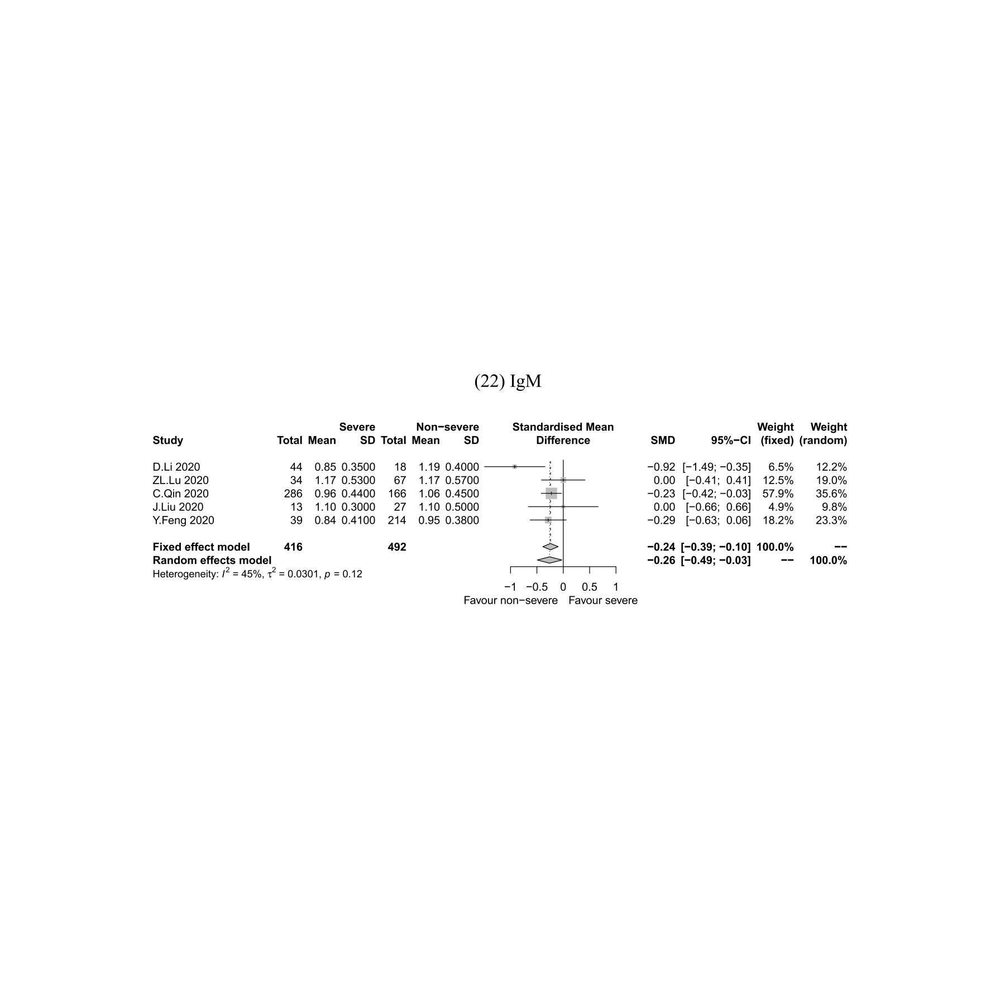 (22) IgM
Severe Non−severe Standardised Mean Weight Weight
Study Total Mean SD Total Mean SD Difference SMD 95%−CI (fixed) (random)
D.Li 2020 44 0.85 0.3500 18 1.19 0.4000 −0.92 [−1.49; −0.35] 6.5% 12.2%
ZL.Lu 2020 34 1.17 0.5300 67 1.17 0.5700 0.00 [−0.41; 0.41] 12.5% 19.0%
C.Qin 2020 286 0.96 0.4400 166 1.06 0.4500 −0.23 [−0.42; −0.03] 57.9% 35.6%
J.Liu 2020 13 1.10 0.3000 27 1.10 0.5000 0.00 [−0.66; 0.66] 4.9% 9.8%
Y.Feng 2020 39 0.84 0.4100 214 0.95 0.3800 −0.29 [−0.63; 0.06] 18.2% 23.3%
Fixed effect model 416 492 −0.24 [−0.39; −0.10] 100.0% −−
Random effects model −0.26 [−0.49; −0.03] −− 100.0%
Heterogeneity: I² = 45%, τ² = 0.0301, p = 0.12
−1 −0.5 0 0.5 1
Favour non−severe Favour severe